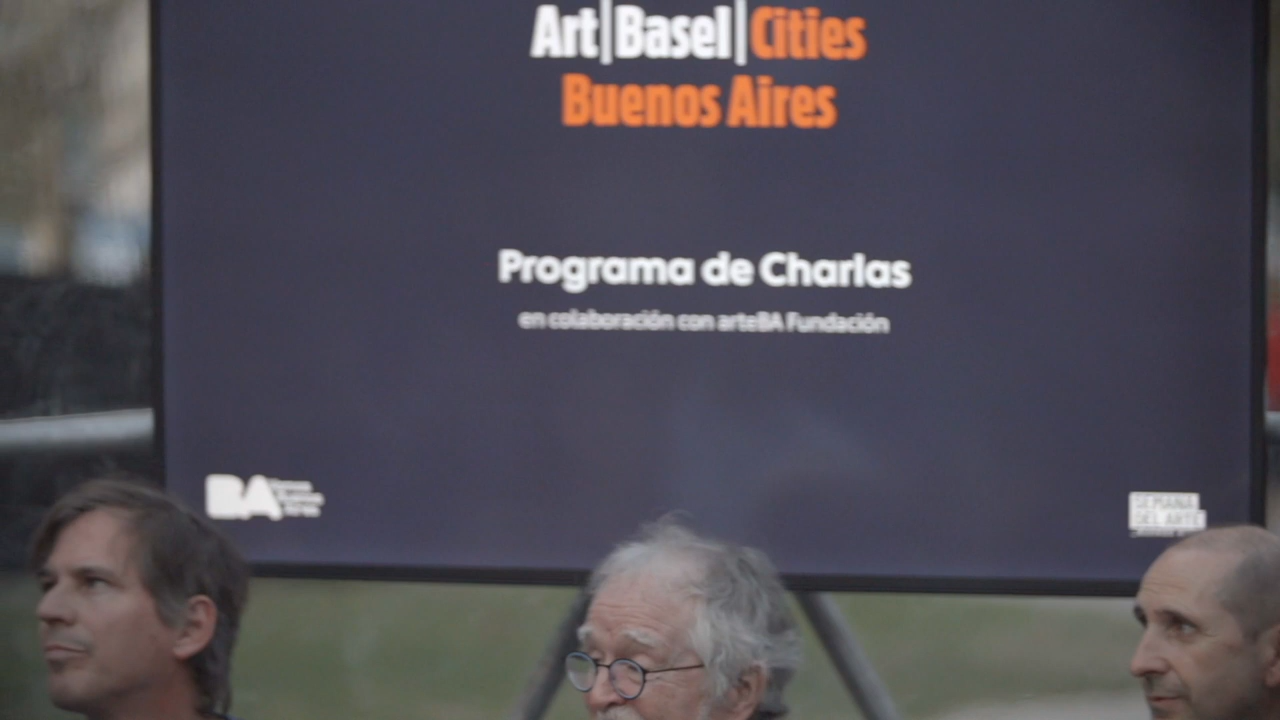 Art|Basel|Cities
Buenos Aires
Programa de Charlas
en colaboración con arteBA Fundación
BA
SEMANA
DEL ARTE